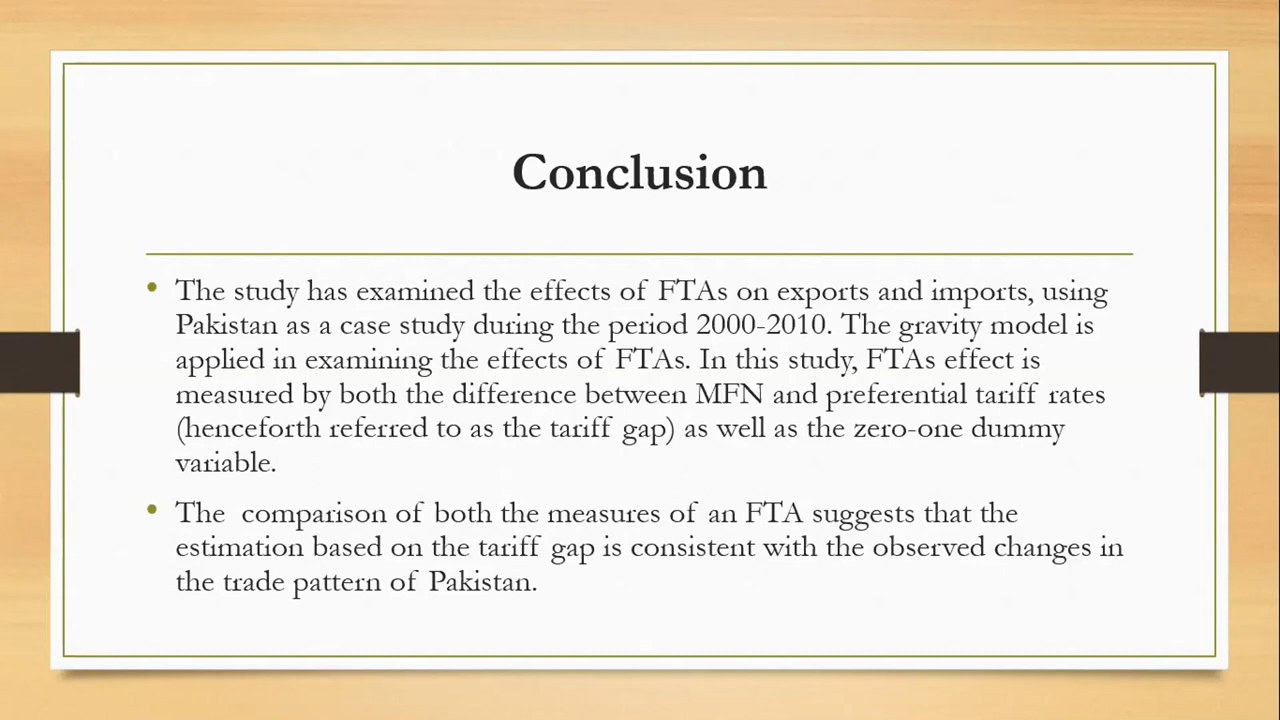 Conclusion
• The study has examined the effects of FTAs on exports and imports, using
Pakistan as a case study during the period 2000-2010. The gravity model is
applied in examining the effects of FTAs. In this study, FTAs effect is
measured by both the difference between MFN and preferential tariff rates
(henceforth referred to as the tariff gap) as well as the zero-one dummy
variable.
• The  comparison of both the measures of an FTA suggests that the
estimation based on the tariff gap is consistent with the observed changes in
the trade pattern of Pakistan.